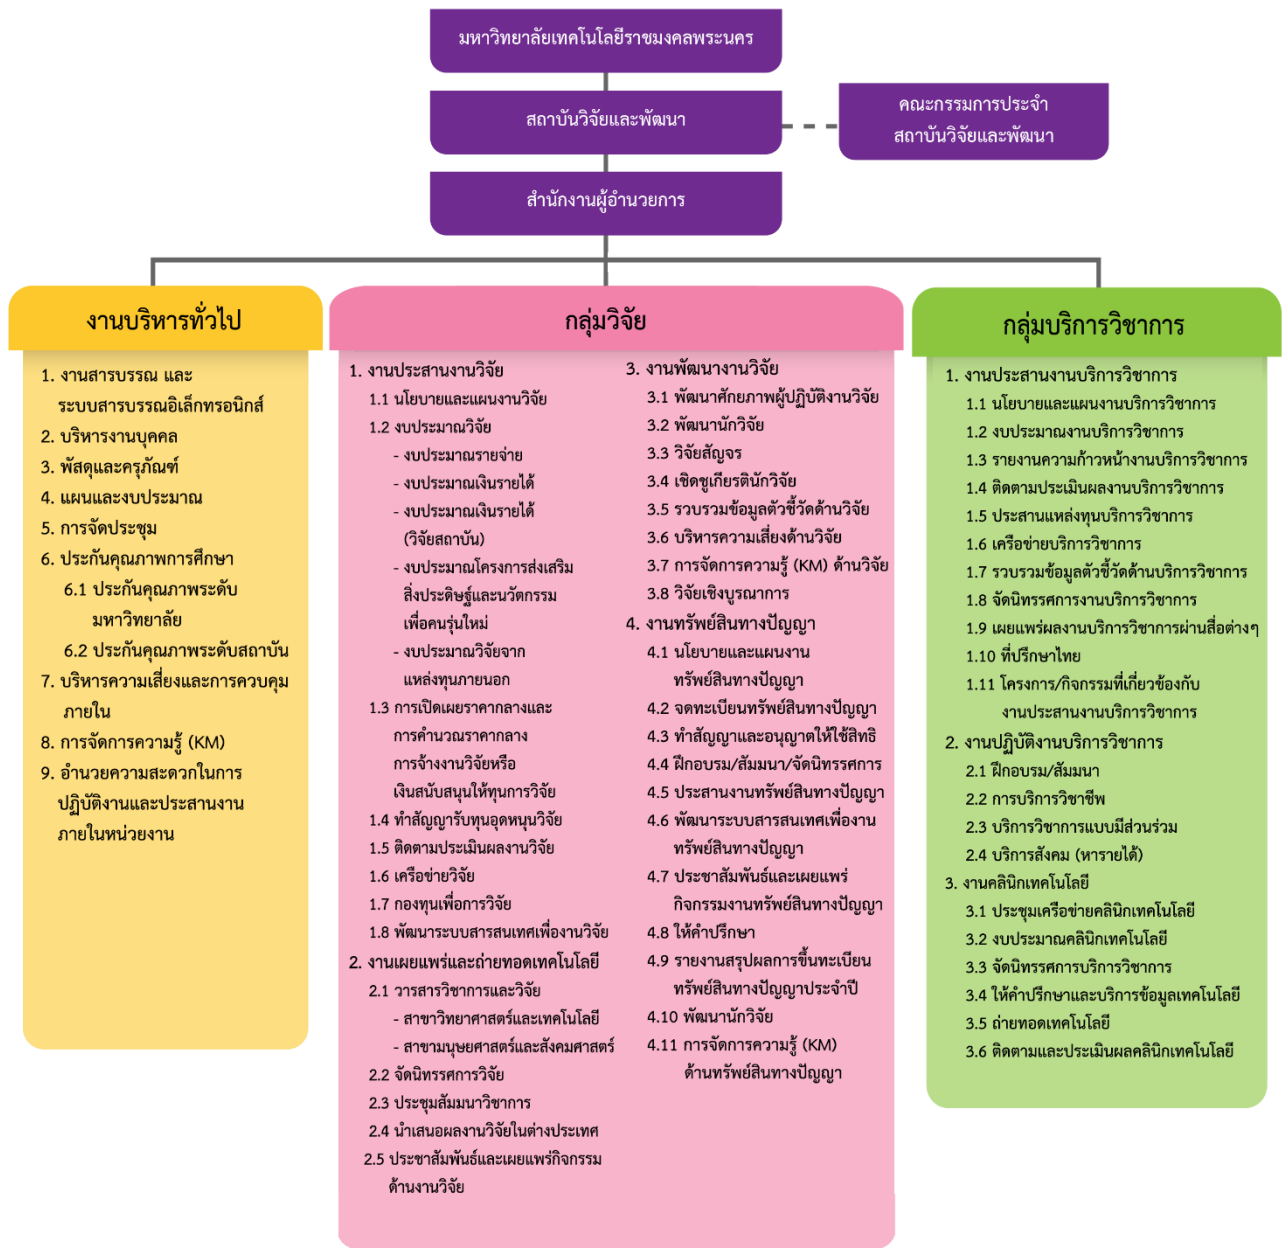 มหาวิทยาลัยเทคโนโลยีราชมงคลพระนคร
สถาบันวิจัยและพัฒนา
คณะกรรมการประจำ
สถาบันวิจัยและพัฒนา
สำนักงานผู้อำนวยการ
งานบริหารทั่วไป
1. งานสารบรรณ และ
ระบบสารบรรณอิเล็กทรอนิกส์
2. บริหารงานบุคคล
3. พัสดุและครุภัณฑ์
4. แผนและงบประมาณ
5. การจัดประชุม
6. ประกันคุณภาพการศึกษา
6.1 ประกันคุณภาพระดับ
มหาวิทยาลัย
6.2 ประกันคุณภาพระดับสถาบัน
7. บริหารความเสี่ยงและการควบคุม
ภายใน
8. การจัดการความรู้ (KM)
9. อำนวยความสะดวกในการ
ปฏิบัติงานและประสานงาน
ภายในหน่วยงาน
กลุ่มวิจัย
1. งานประสานงานวิจัย
1.1 นโยบายและแผนงานวิจัย
1.2 งบประมาณวิจัย
- งบประมาณรายจ่าย
- งบประมาณเงินรายได้
- งบประมาณเงินรายได้
(วิจัยสถาบัน)
- งบประมาณโครงการส่งเสริม
สิ่งประดิษฐ์และนวัตกรรม
เพื่อคนรุ่นใหม่
- งบประมาณวิจัยจาก
แหล่งทุนภายนอก
1.3 การเปิดเผยราคากลางและ
การคำนวณราคากลาง
การจ้างงานวิจัยหรือ
เงินสนับสนุนให้ทุนการวิจัย
1.4 ทำสัญญารับทุนอุดหนุนวิจัย
1.5 ติดตามประเมินผลงานวิจัย
1.6 เครือข่ายวิจัย
1.7 กองทุนเพื่อการวิจัย
1.8 พัฒนาระบบสารสนเทศเพื่องานวิจัย
2. งานเผยแพร่และถ่ายทอดเทคโนโลยี
2.1 วารสารวิชาการและวิจัย
- สาขาวิทยาศาสตร์และเทคโนโลยี
- สาขามนุษยศาสตร์และสังคมศาสตร์
2.2 จัดนิทรรศการวิจัย
2.3 ประชุมสัมมนาวิชาการ
2.4 นำเสนอผลงานวิจัยในต่างประเทศ
2.5 ประชาสัมพันธ์และเผยแพร่กิจกรรม
ด้านงานวิจัย
3. งานพัฒนางานวิจัย
3.1 พัฒนาศักยภาพผู้ปฏิบัติงานวิจัย
3.2 พัฒนานักวิจัย
3.3 วิจัยสัญจร
3.4 เชิดชูเกียรตินักวิจัย
3.5 รวบรวมข้อมูลตัวชี้วัดด้านวิจัย
3.6 บริหารความเสี่ยงด้านวิจัย
3.7 การจัดการความรู้ (KM) ด้านวิจัย
3.8 วิจัยเชิงบูรณาการ
4. งานทรัพย์สินทางปัญญา
4.1 นโยบายและแผนงาน
ทรัพย์สินทางปัญญา
4.2 จดทะเบียนทรัพย์สินทางปัญญา
4.3 ทำสัญญาและอนุญาตให้ใช้สิทธิ
4.4 ฝึกอบรม/สัมมนา/จัดนิทรรศการ
4.5 ประสานงานทรัพย์สินทางปัญญา
4.6 พัฒนาระบบสารสนเทศเพื่องาน
ทรัพย์สินทางปัญญา
4.7 ประชาสัมพันธ์และเผยแพร่
กิจกรรมงานทรัพย์สินทางปัญญา
4.8 ให้คำปรึกษา
4.9 รายงานสรุปผลการขึ้นทะเบียน
ทรัพย์สินทางปัญญาประจำปี
4.10 พัฒนานักวิจัย
4.11 การจัดการความรู้ (KM)
ด้านทรัพย์สินทางปัญญา
กลุ่มบริการวิชาการ
1. งานประสานงานบริการวิชาการ
1.1 นโยบายและแผนงานบริการวิชาการ
1.2 งบประมาณงานบริการวิชาการ
1.3 รายงานความก้าวหน้างานบริการวิชาการ
1.4 ติดตามประเมินผลงานบริการวิชาการ
1.5 ประสานแหล่งทุนบริการวิชาการ
1.6 เครือข่ายบริการวิชาการ
1.7 รวบรวมข้อมูลตัวชี้วัดด้านบริการวิชาการ
1.8 จัดนิทรรศการงานบริการวิชาการ
1.9 เผยแพร่ผลงานบริการวิชาการผ่านสื่อต่างๆ
1.10 ที่ปรึกษาไทย
1.11 โครงการ/กิจกรรมที่เกี่ยวข้องกับ
งานประสานงานบริการวิชาการ
2. งานปฏิบัติงานบริการวิชาการ
2.1 ฝึกอบรม/สัมมนา
2.2 การบริการวิชาชีพ
2.3 บริการวิชาการแบบมีส่วนร่วม
2.4 บริการสังคม (หารายได้)
3. งานคลินิกเทคโนโลยี
3.1 ประชุมเครือข่ายคลินิกเทคโนโลยี
3.2 งบประมาณคลินิกเทคโนโลยี
3.3 จัดนิทรรศการบริการวิชาการ
3.4 ให้คำปรึกษาและบริการข้อมูลเทคโนโลยี
3.5 ถ่ายทอดเทคโนโลยี
3.6 ติดตามและประเมินผลคลินิกเทคโนโลยี